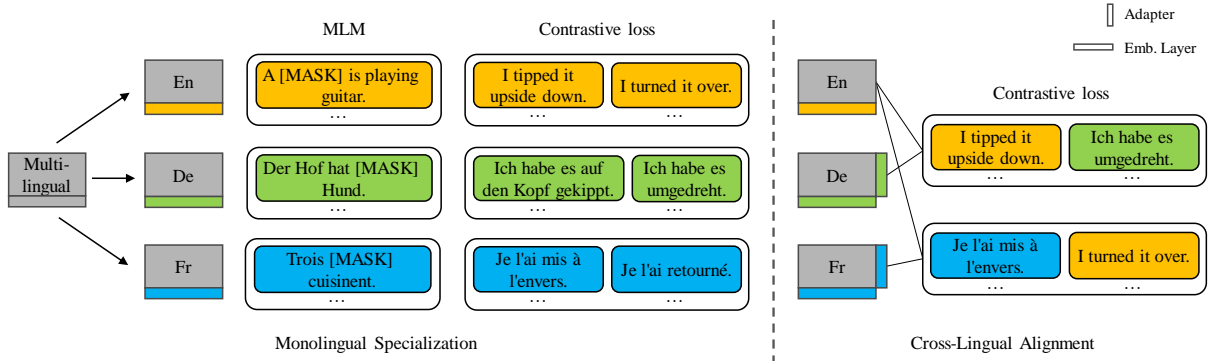 MLM
Contrastive loss
Adapter
Emb. Layer
Multi-
lingual
En
A [MASK] is playing
guitar.
…
I tipped it
upside down.
…
I turned it over.
…
De
Der Hof hat [MASK]
Hund.
…
Ich habe es auf
den Kopf gekippt.
…
Ich habe es
umgedreht.
…
Fr
Trois [MASK]
cuisinent.
…
Je l'ai mis à
l'envers.
…
Je l'ai retourné.
…
Monolingual Specialization
En
De
Fr
Contrastive loss
I tipped it
upside down.
…
Ich habe es
umgedreht.
…
Je l'ai mis à
l'envers.
…
I turned it over.
…
Cross-Lingual Alignment